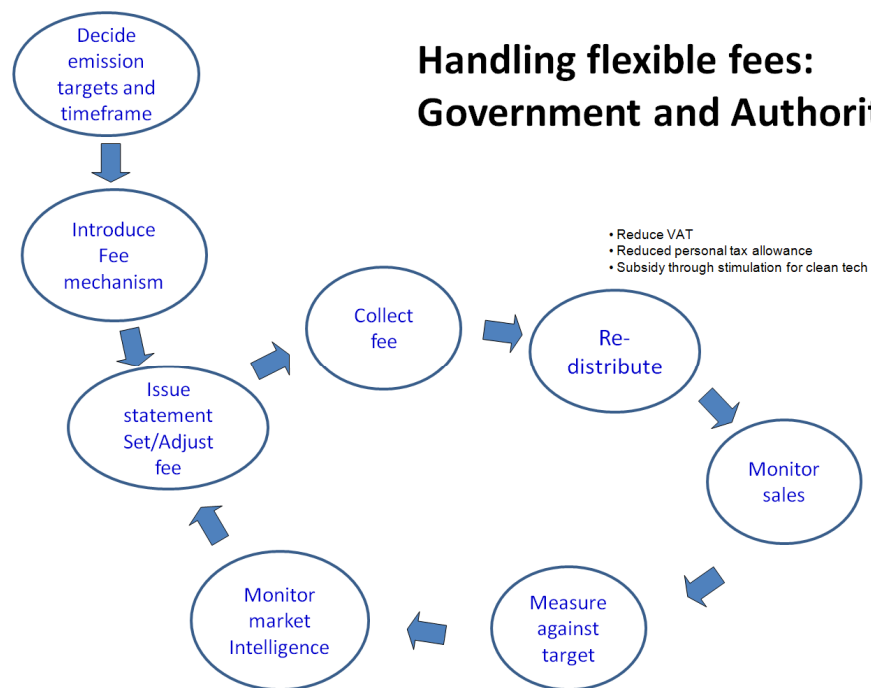 Handling flexible fees:
Government and Authorit
Decide
emission
targets and
timeframe
Introduce
Fee
mechanism
Issue
statement
Set/Adjust
fee
Collect
fee
• Reduce VAT
• Reduced personal tax allowance
• Subsidy through stimulation for clean tech
Re-
distribute
Monitor
sales
Measure
against
target
Monitor
market
Intelligence